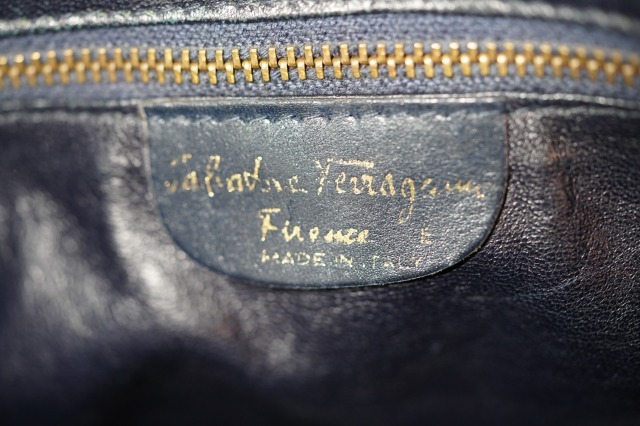 Salvatore Ferragamo
Firenze E
MADE IN ITALY